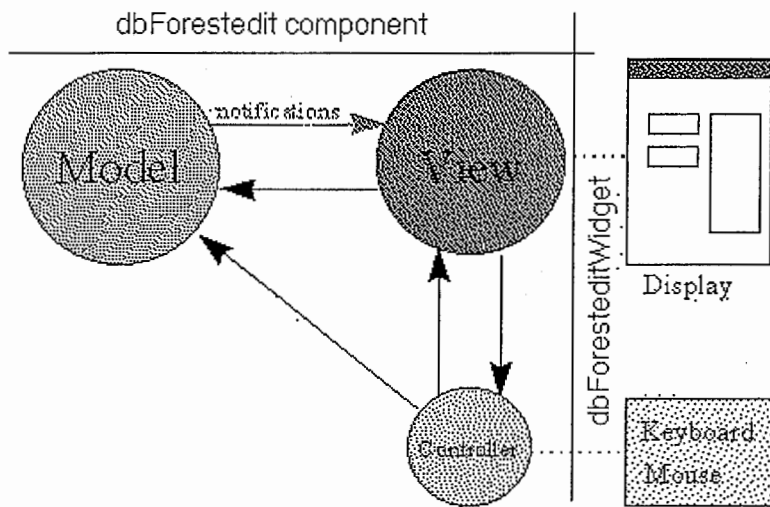 dbForestedit component
notifications
Model
View
dbForesteditWidget
Display
Controller
Keyboard
Mouse